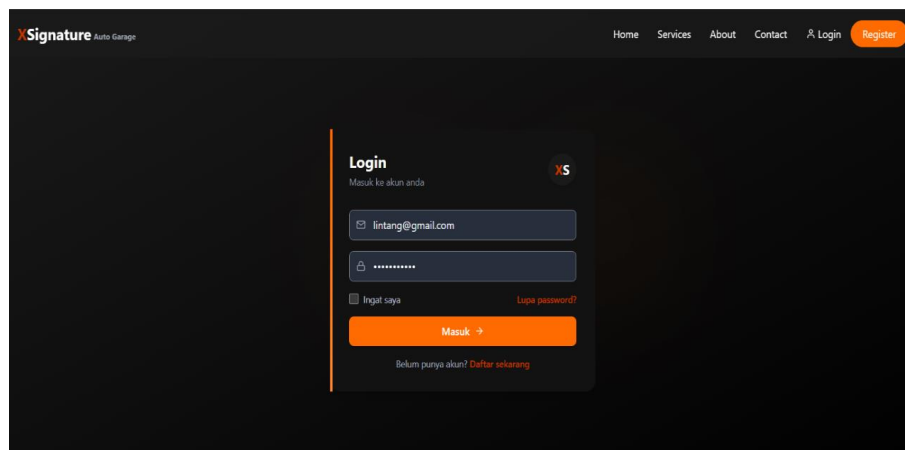 XSignature Auto Garage
Home Services About Contact Login Register
Login
XS
Masuk ke akun anda
lintang@gmail.com
•••••••••••
Ingat saya Lupa password?
Masuk →
Belum punya akun? Daftar sekarang